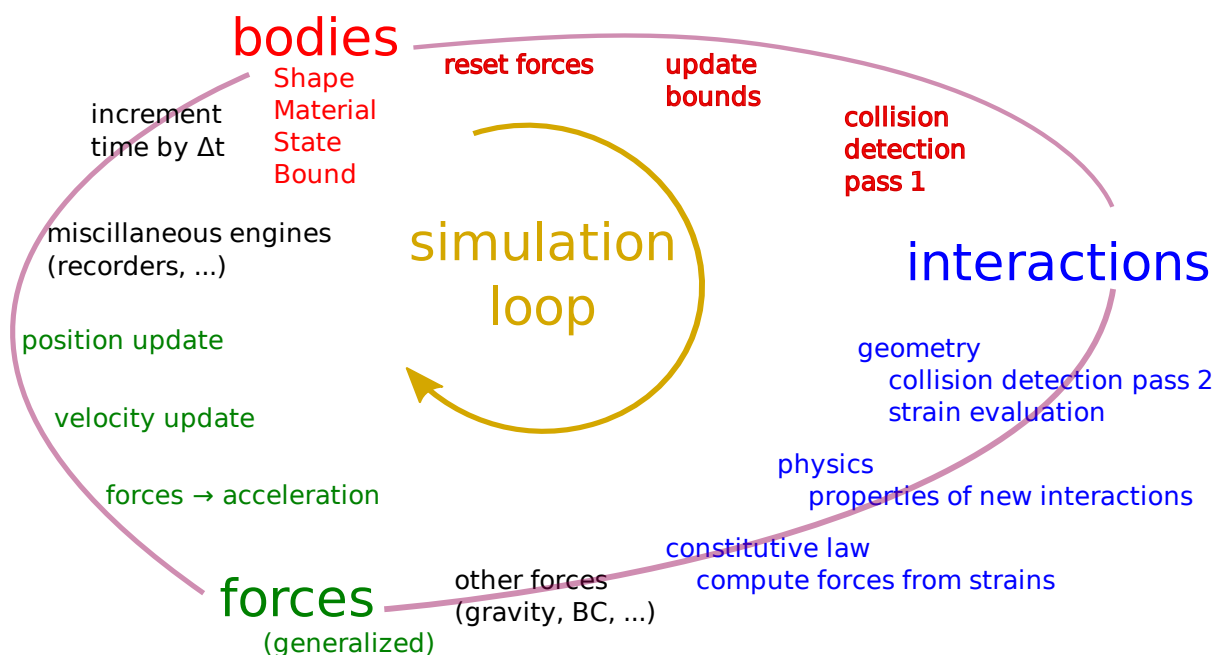 bodies
Shape
Material
State
Bound
reset forces
update
bounds
collision
detection
pass 1
interactions
geometry
collision detection pass 2
strain evaluation
physics
properties of new interactions
constitutive law
compute forces from strains
other forces
(gravity, BC, ...)
forces
(generalized)
forces → acceleration
velocity update
position update
miscillaneous engines
(recorders, ...)
increment
time by Δt
simulation
loop